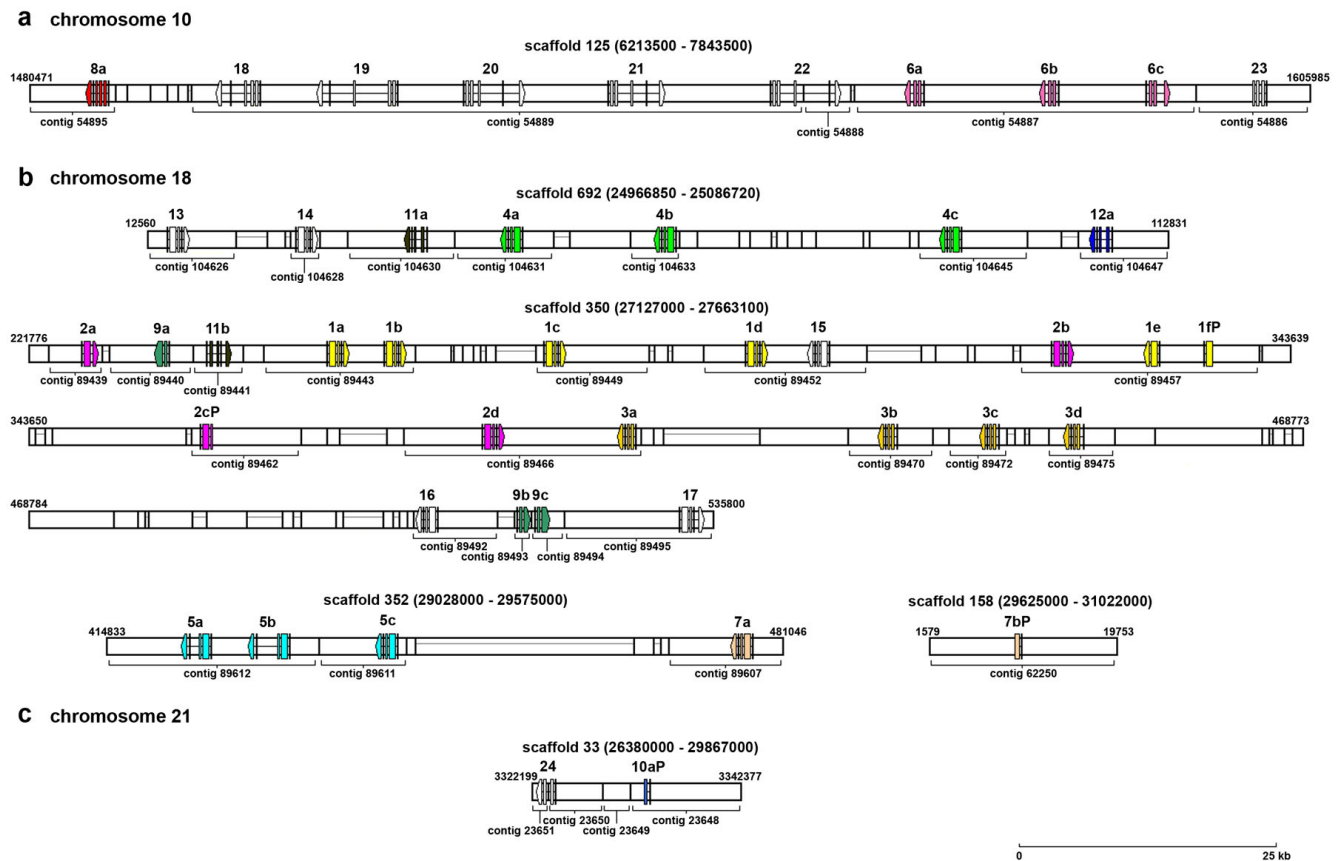 a chromosome 10
scaffold 125 (6213500 - 7843500)
1480471 8a 18 19 20 21 22 6a 6b 6c 23 1605985
contig 54895 contig 54889 contig 54888 contig 54887 contig 54886
b chromosome 18
scaffold 692 (24966850 - 25086720)
12560 13 14 11a 4a 4b 4c 12a 112831
contig 104626 contig 104628 contig 104630 contig 104631 contig 104633 contig 104645 contig 104647
scaffold 350 (27127000 - 27663100)
221776 2a 9a 11b 1a 1b 1c 1d 15 2b 1e 1fP 343639
contig 89439 contig 89440 contig 89441 contig 89443 contig 89449 contig 89452 contig 89457
343650 2cP 2d 3a 3b 3c 3d 468773
contig 89462 contig 89466 contig 89470 contig 89472 contig 89475
468784 16 9b 9c 17 535800
contig 89492 contig 89493 contig 89494 contig 89495
scaffold 352 (29028000 - 29575000) scaffold 158 (29625000 - 31022000)
414833 5a 5b 5c 7a 481046 1579 7bP 19753
contig 89612 contig 89611 contig 89607 contig 62250
c chromosome 21
scaffold 33 (26380000 - 29867000)
3322199 24 10aP 3342377
contig 23651 contig 23650 contig 23649 contig 23648
0 25 kb